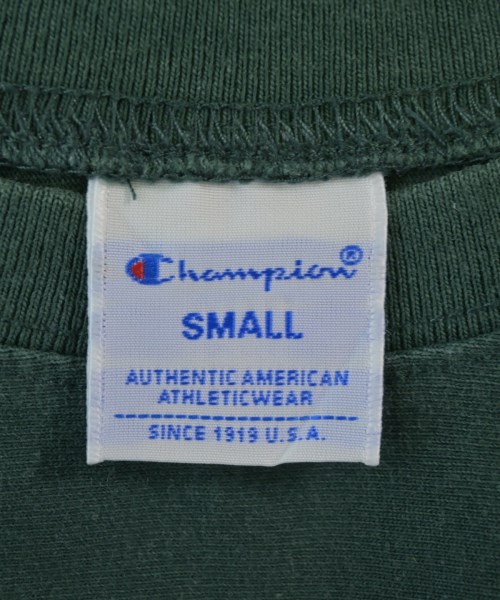 Champion®
SMALL
AUTHENTIC AMERICAN
ATHLETICWEAR
SINCE 1919 U.S.A.